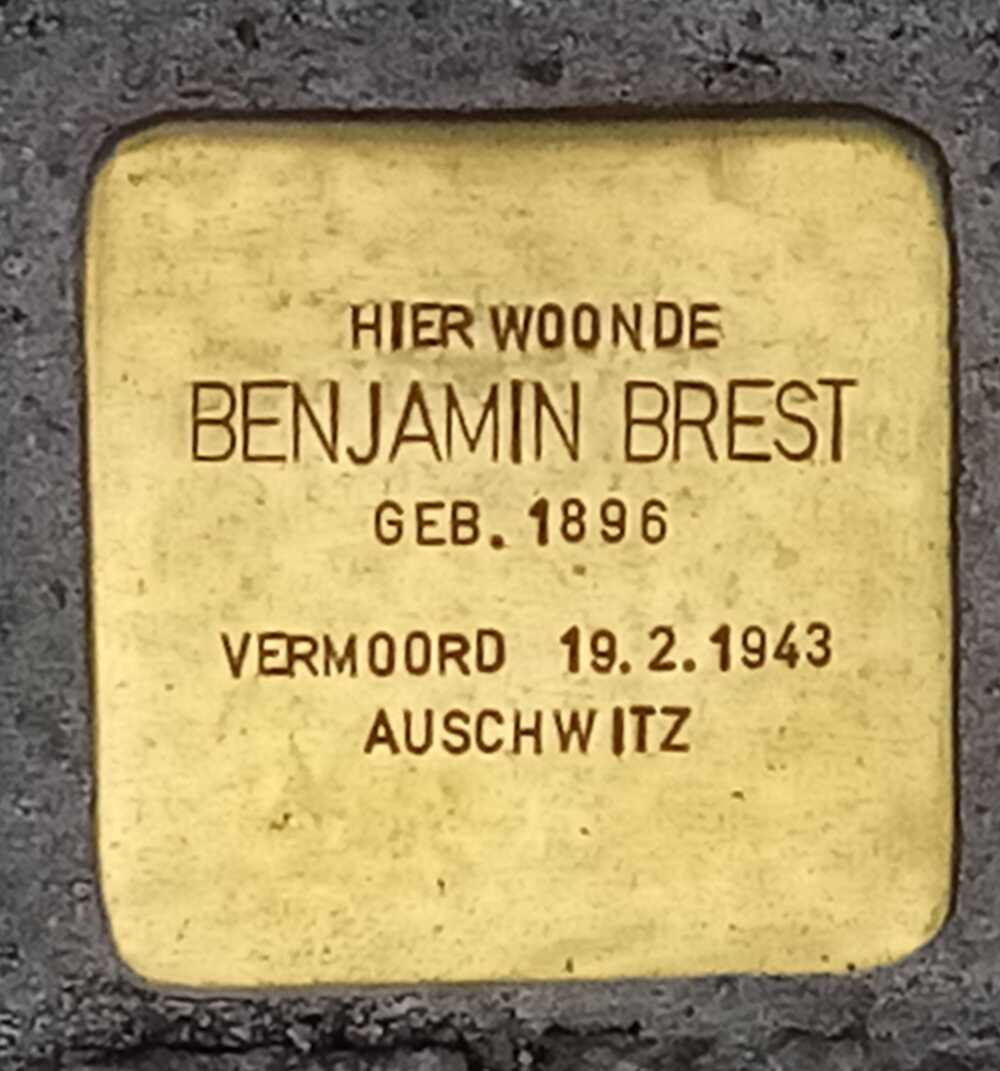 HIER WOONDE
BENJAMIN BREST
GEB. 1896
VERMOORD 19.2.1943
AUSCHWITZ